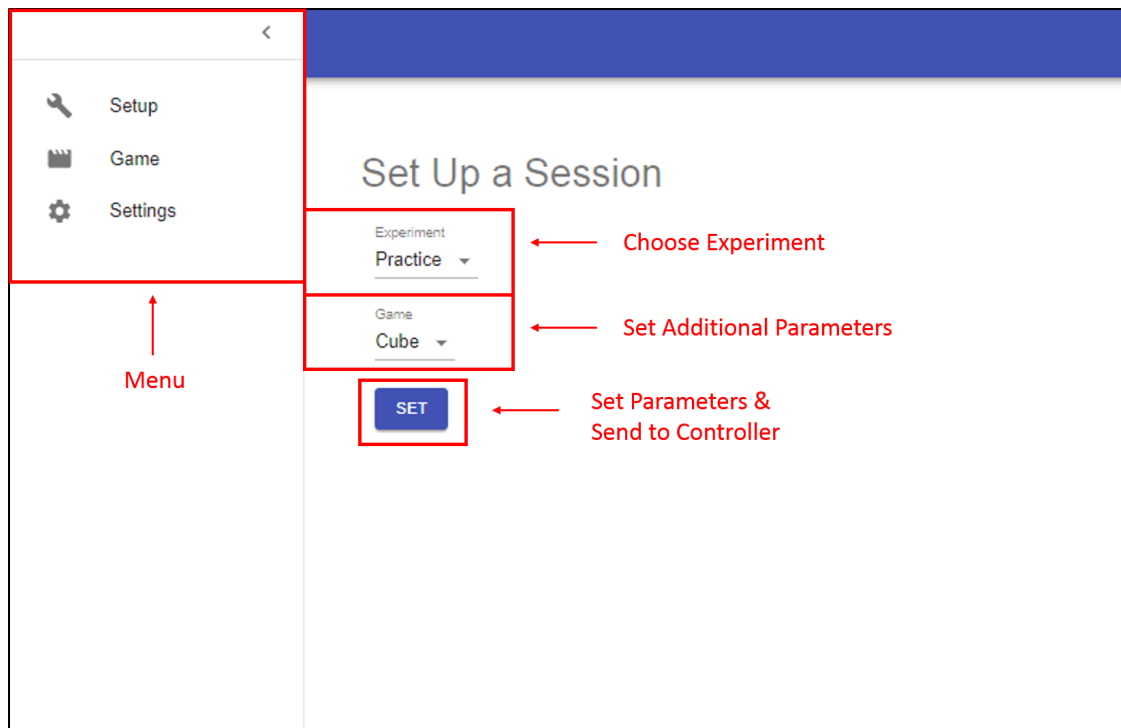 Setup
Game
Settings
Menu
Set Up a Session
Experiment
Practice
Choose Experiment
Game
Cube
Set Additional Parameters
SET
Set Parameters &
Send to Controller